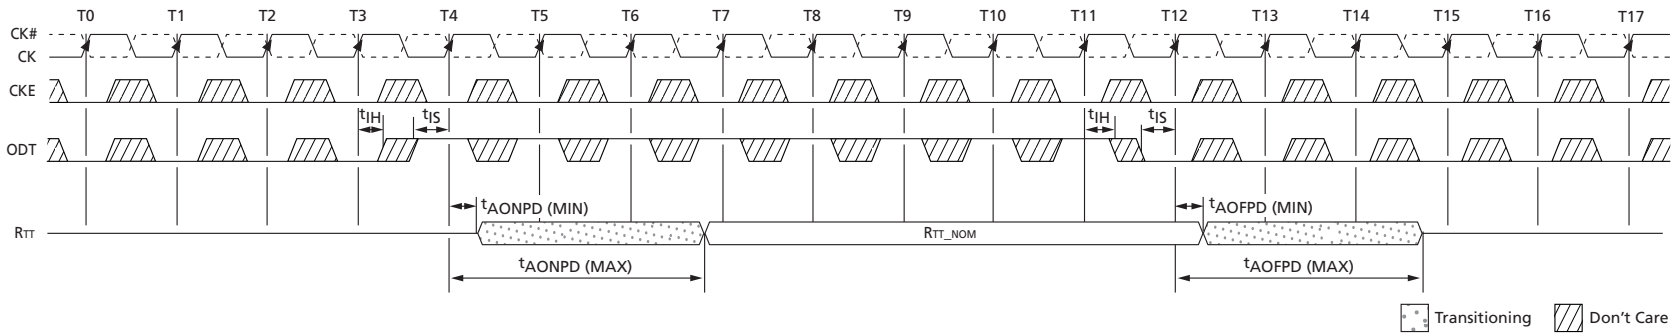 T0 T1 T2 T3 T4 T5 T6 T7 T8 T9 T10 T11 T12 T13 T14 T15 T16 T17
CK#
CK
CKE
tIH tIS tIH tIS
ODT
tAONPD (MIN) tAOFPD (MIN)
RTT RTT_NOM
tAONPD (MAX) tAOFPD (MAX)
Transitioning Don't Care